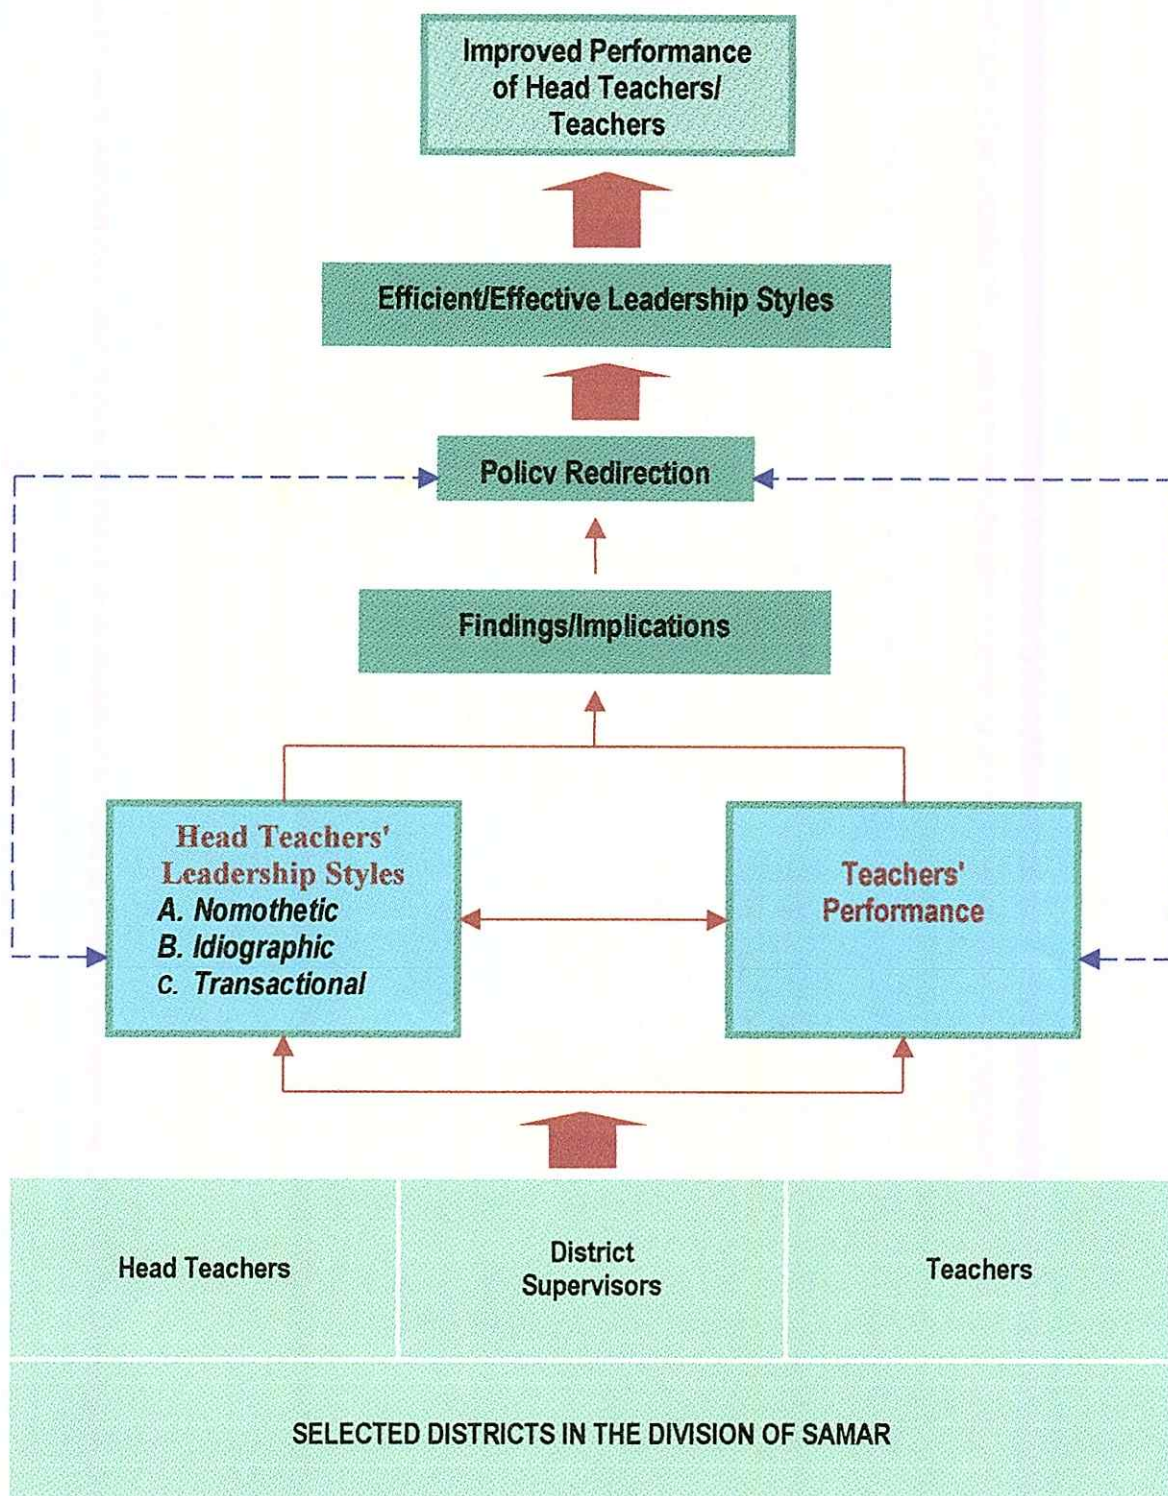 Improved Performance
of Head Teachers/
Teachers
Efficient/Effective Leadership Styles
Policv Redirection
Findings/Implications
Head Teachers'
Leadership Styles
A. Nomothetic
B. Idiographic
C. Transactional
Teachers'
Performance
Head Teachers
District
Supervisors
Teachers
SELECTED DISTRICTS IN THE DIVISION OF SAMAR